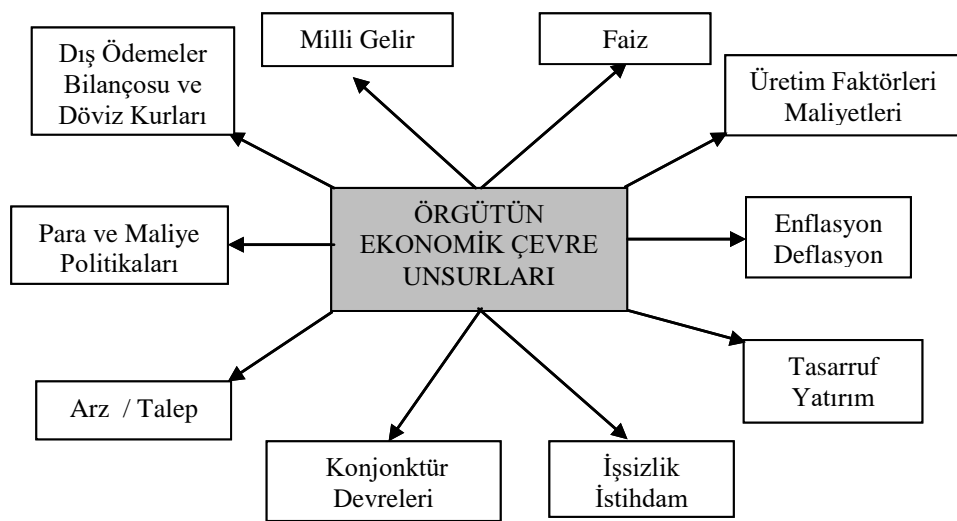 Dış Ödemeler
Bilançosu ve
Döviz Kurları
Milli Gelir
Faiz
Üretim Faktörleri
Maliyetleri
Para ve Maliye
Politikaları
ÖRGÜTÜN
EKONOMİK ÇEVRE
UNSURLARI
Enflasyon
Deflasyon
Arz / Talep
Konjonktür
Devreleri
İşsizlik
İstihdam
Tasarruf
Yatırım